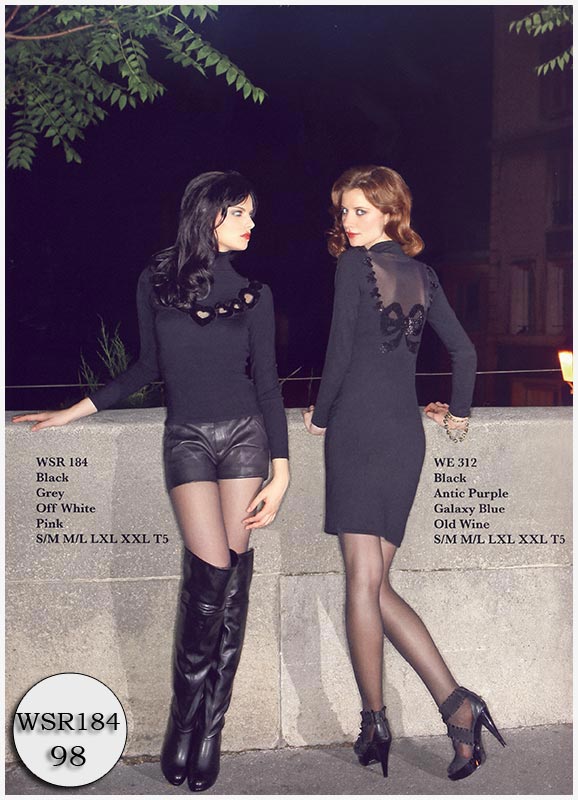 WSR 184
Black
Grey
Off White
Pink
S/M M/L LXL XXL T5
WE 312
Black
Antic Purple
Galaxy Blue
Old Wine
S/M M/L LXL XXL T5
WSR184
98